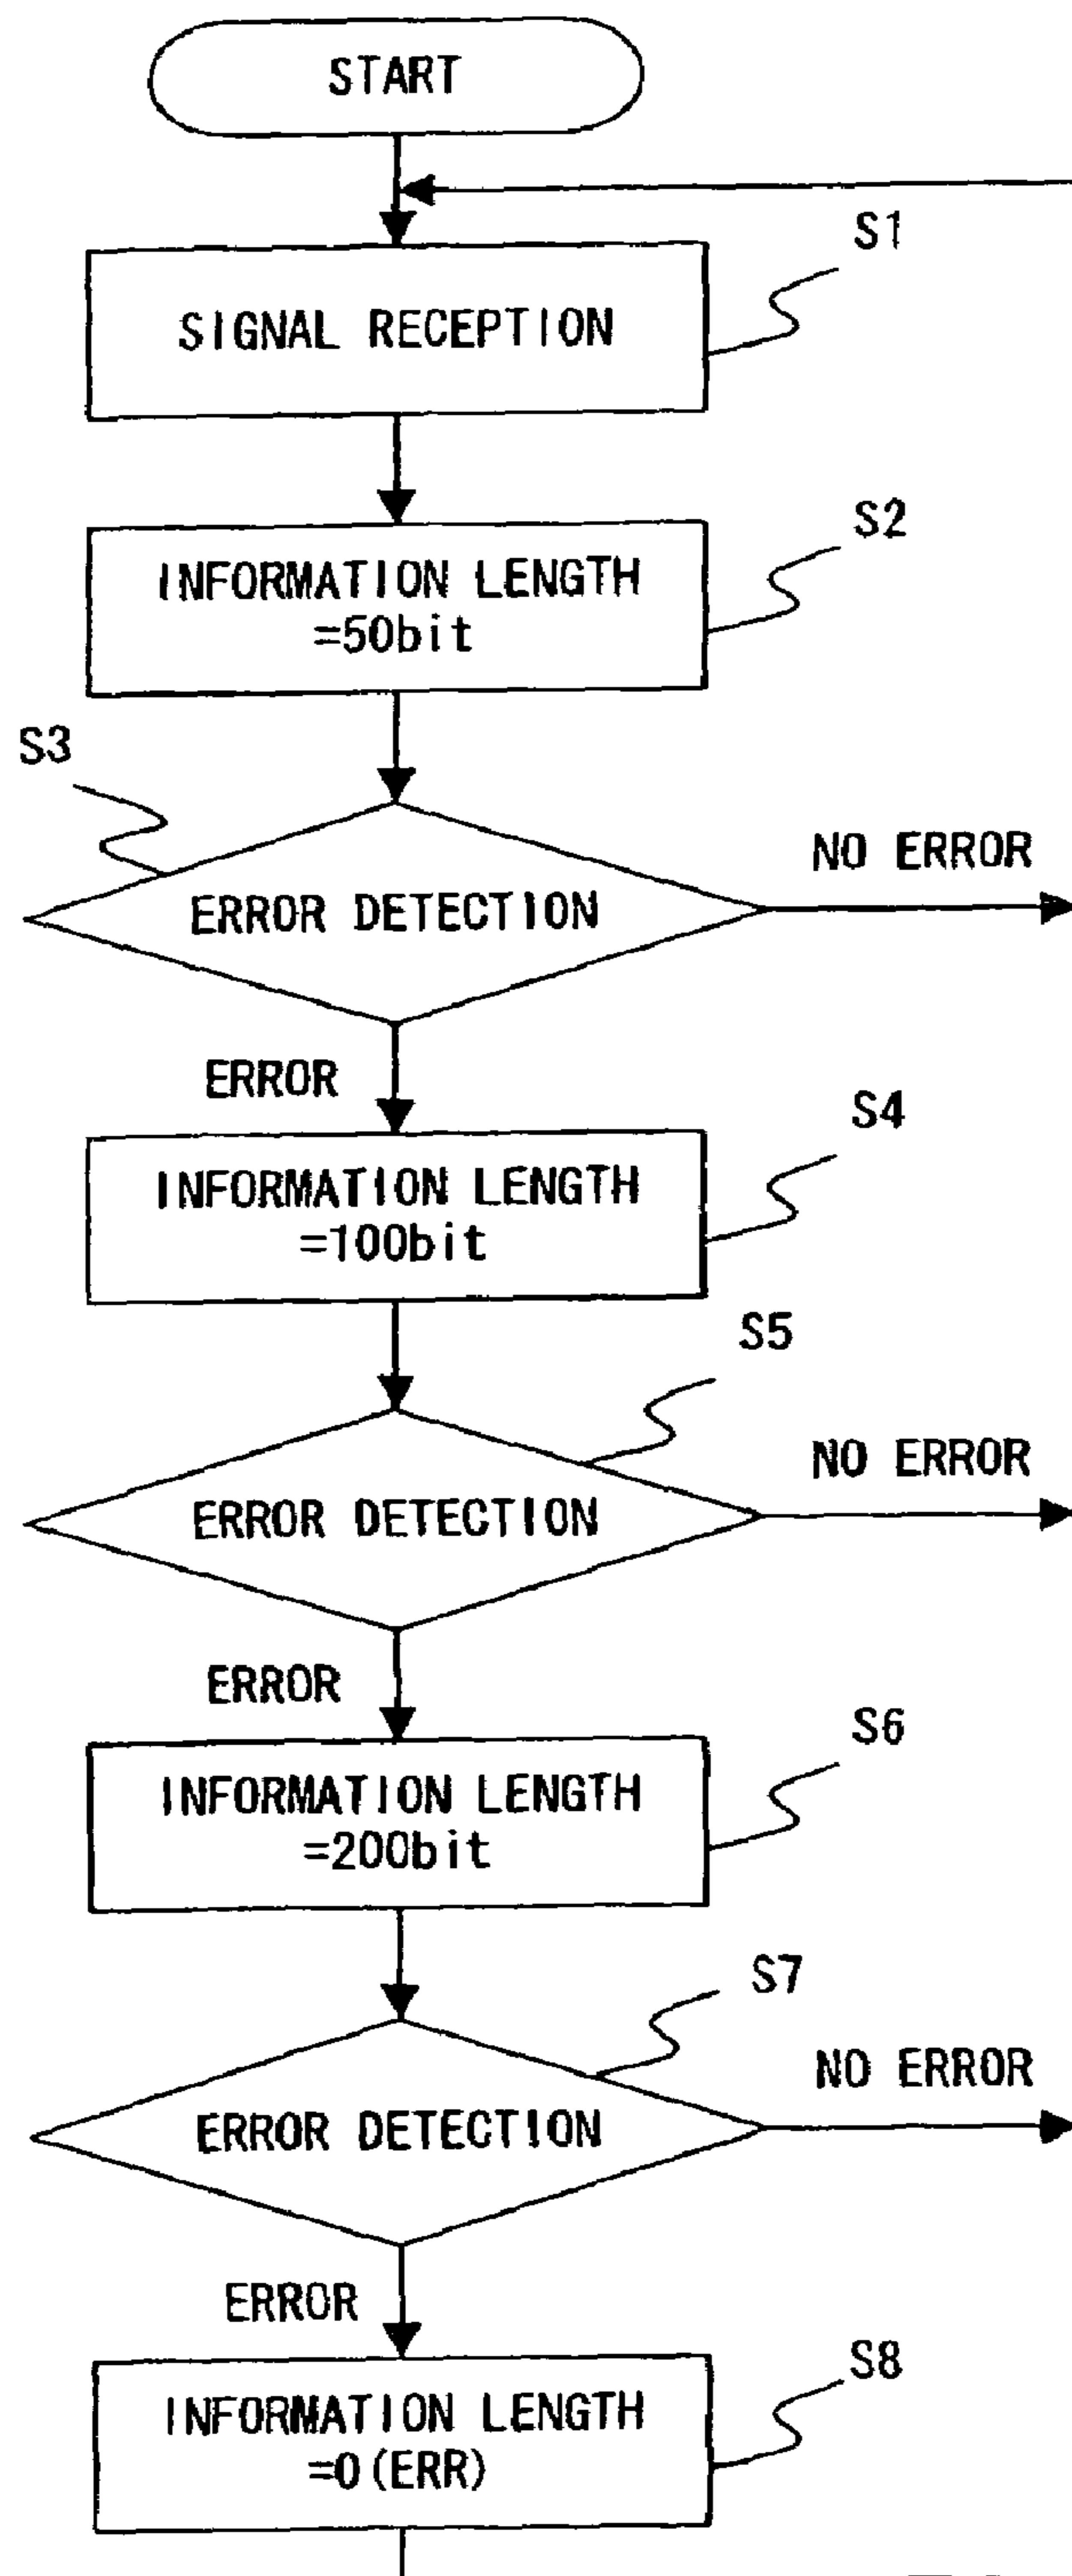 START
S1
SIGNAL RECEPTION
S2
INFORMATION LENGTH
=50bit
S3
NO ERROR
ERROR DETECTION
ERROR
S4
INFORMATION LENGTH
=100bit
S5
NO ERROR
ERROR DETECTION
ERROR
S6
INFORMATION LENGTH
=200bit
S7
NO ERROR
ERROR DETECTION
ERROR
S8
INFORMATION LENGTH
=0(ERR)